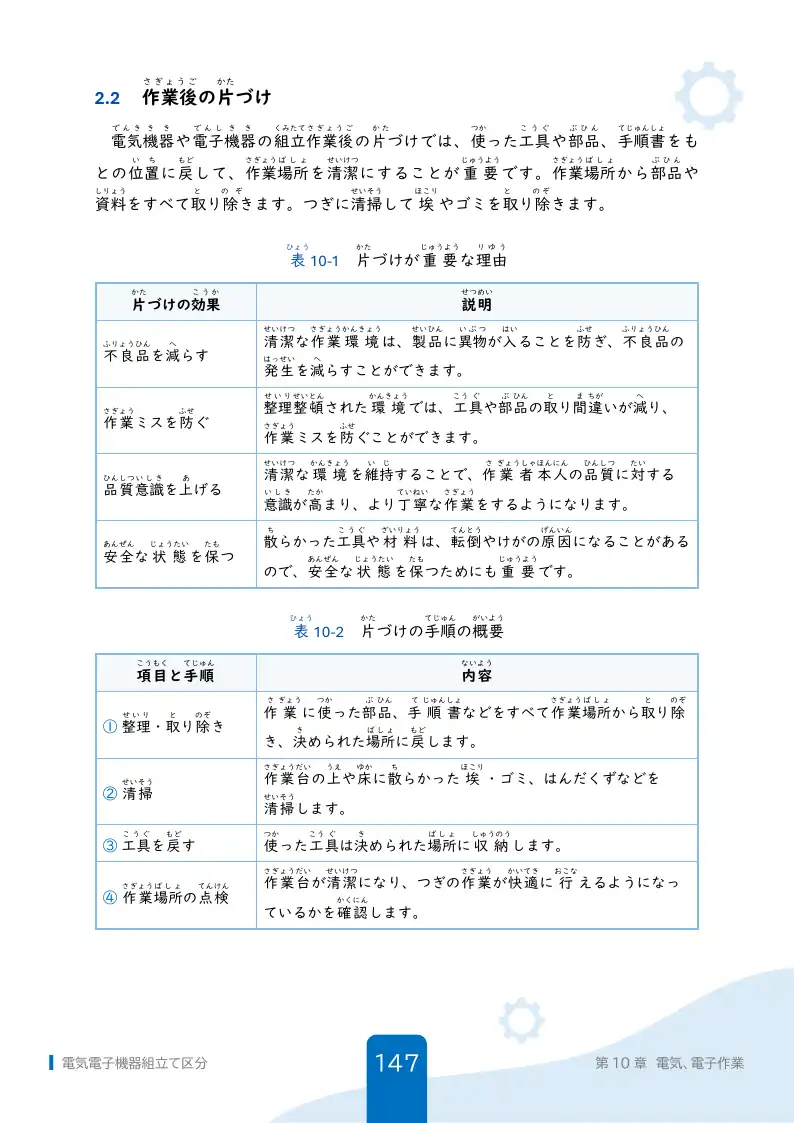 2.2 作業後の片づけ
電気機器や電子機器の組立作業後の片づけでは、使った工具や部品、手順書をも
との位置に戻して、作業場所を清潔にすることが重要です。作業場所から部品や
資料をすべて取り除きます。つぎに清掃して埃やゴミを取り除きます。
表 10-1 片づけが重要な理由
片づけの効果 説明
不良品を減らす
清潔な作業環境は、製品に異物が入ることを防ぎ、不良品の
発生を減らすことができます。
作業ミスを防ぐ
整理整頓された環境では、工具や部品の取り間違いが減り、
作業ミスを防ぐことができます。
品質意識を上げる
清潔な環境を維持することで、作業者本人の品質に対する
意識が高まり、より丁寧な作業をするようになります。
安全な状態を保つ
散らかった工具や材料は、転倒やけがの原因になることがある
ので、安全な状態を保つためにも重要です。
表 10-2 片づけの手順の概要
項目と手順 内容
① 整理・取り除き
作業に使った部品、手順書などをすべて作業場所から取り除
き、決められた場所に戻します。
② 清掃
作業台の上や床に散らかった埃・ゴミ、はんだくずなどを
清掃します。
③ 工具を戻す
使った工具は決められた場所に収納します。
④ 作業場所の点検
作業台が清潔になり、つぎの作業が快適に行えるようになっ
ているかを確認します。
電気電子機器組立て区分
147
第 10 章 電気、電子作業